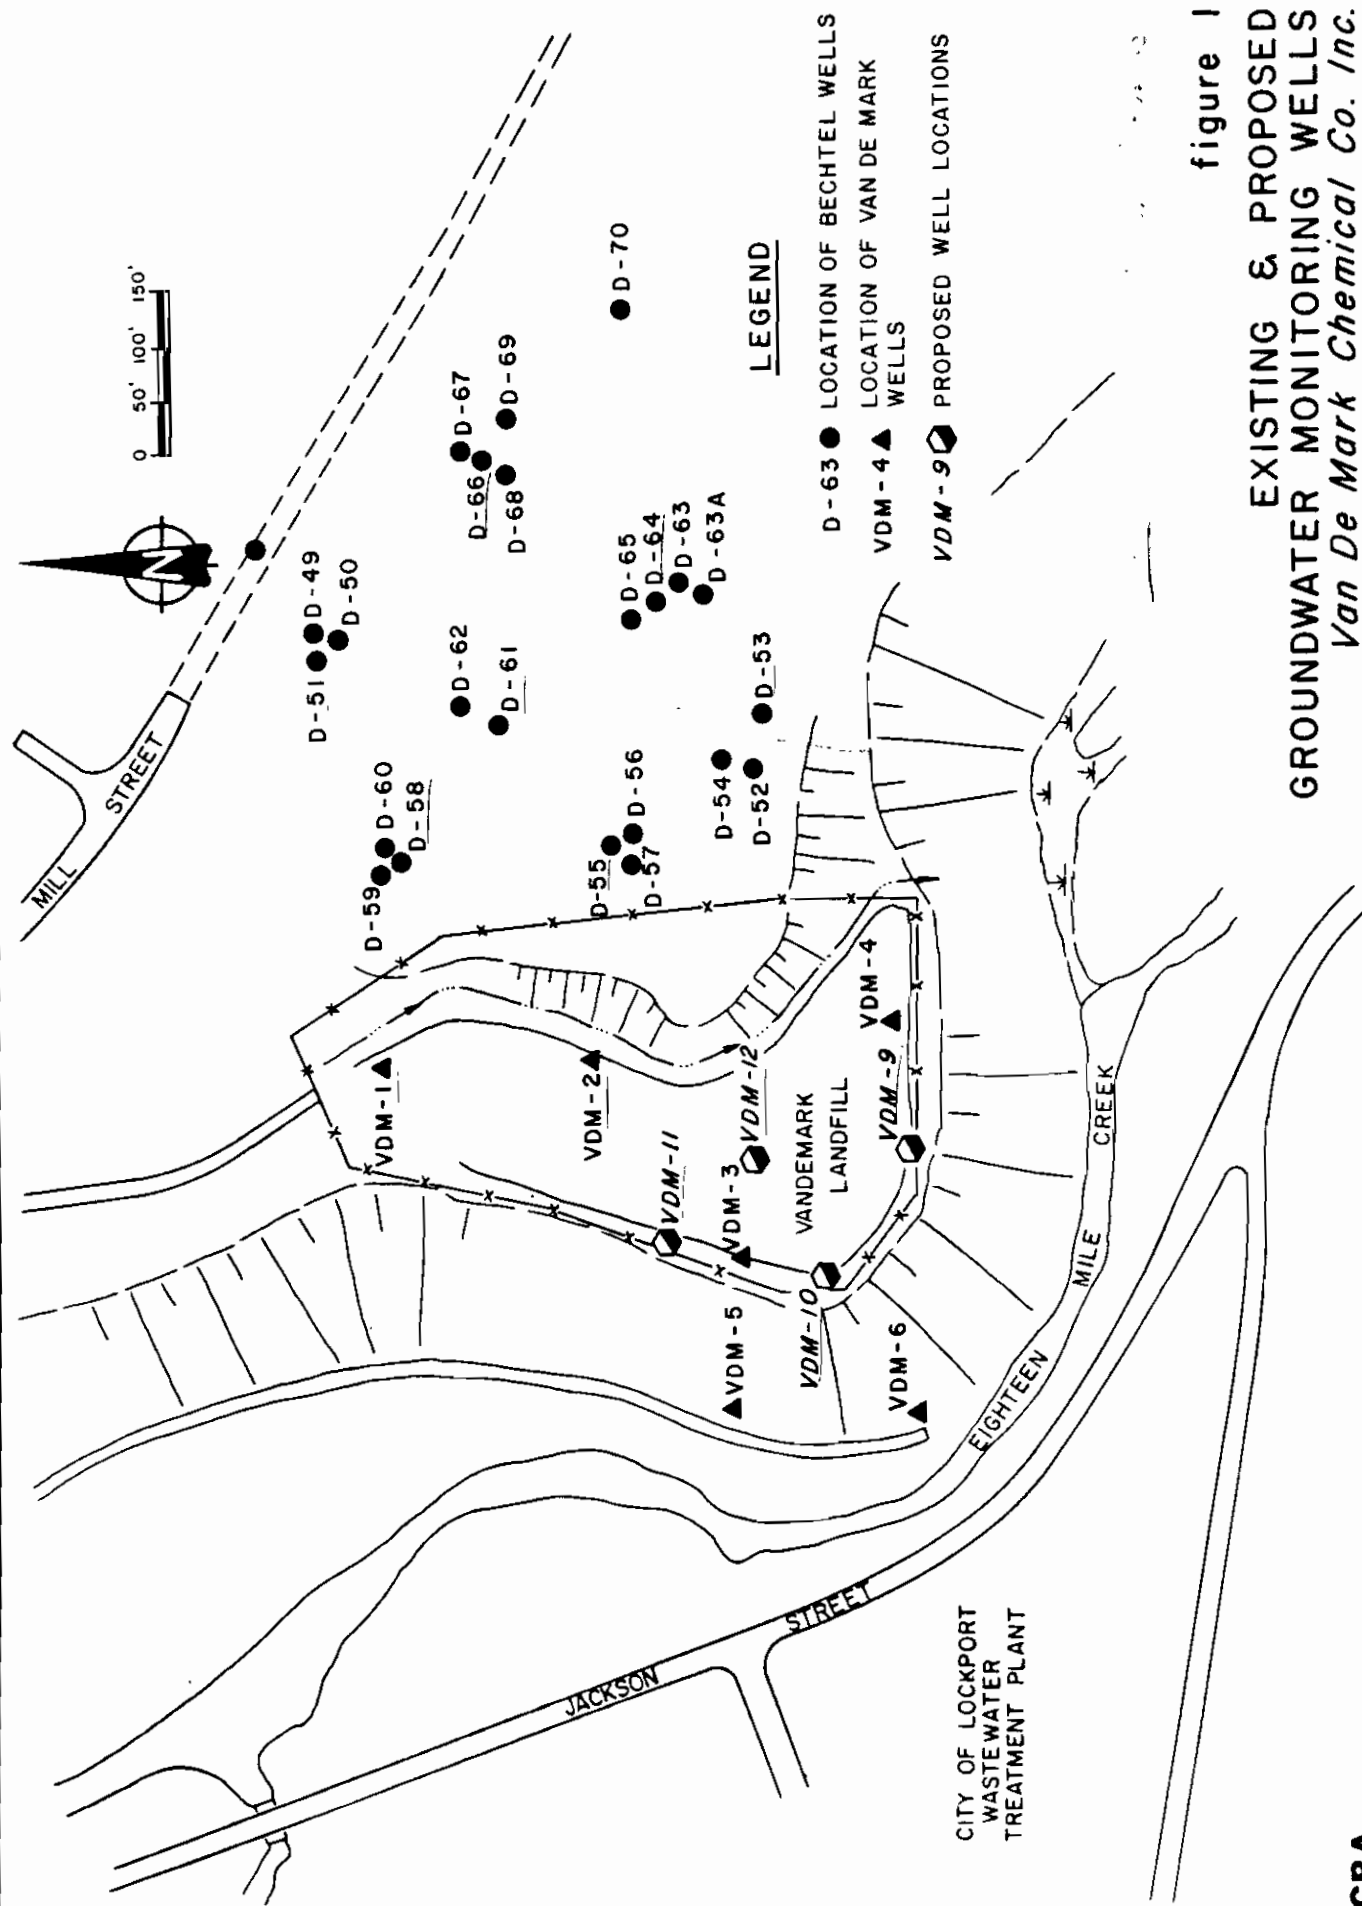 MILL
STREET
N
0 50' 100' 150'
D-49
D-51
D-50
D-59
D-60
D-58
D-62
D-61
D-67
D-66
D-68
D-69
D-70
D-55
D-56
D-57
D-65
D-64
D-63
D-63A
D-54
D-52
D-53
VDM-1
VDM-2
VDM-11
VDM-3
VDM-12
VANDEMARK
LANDFILL
VDM-4
VDM-9
VDM-5
VDM-10
VDM-6
EIGHTEEN
MILE
CREEK
JACKSON
STREET
CITY OF LOCKPORT
WASTEWATER
TREATMENT PLANT
LEGEND
D-63 LOCATION OF BECHTEL WELLS
VDM-4 LOCATION OF VAN DE MARK
WELLS
VDM-9 PROPOSED WELL LOCATIONS
figure 1
EXISTING & PROPOSED
GROUNDWATER MONITORING WELLS
Van De Mark Chemical Co. Inc.
CRA